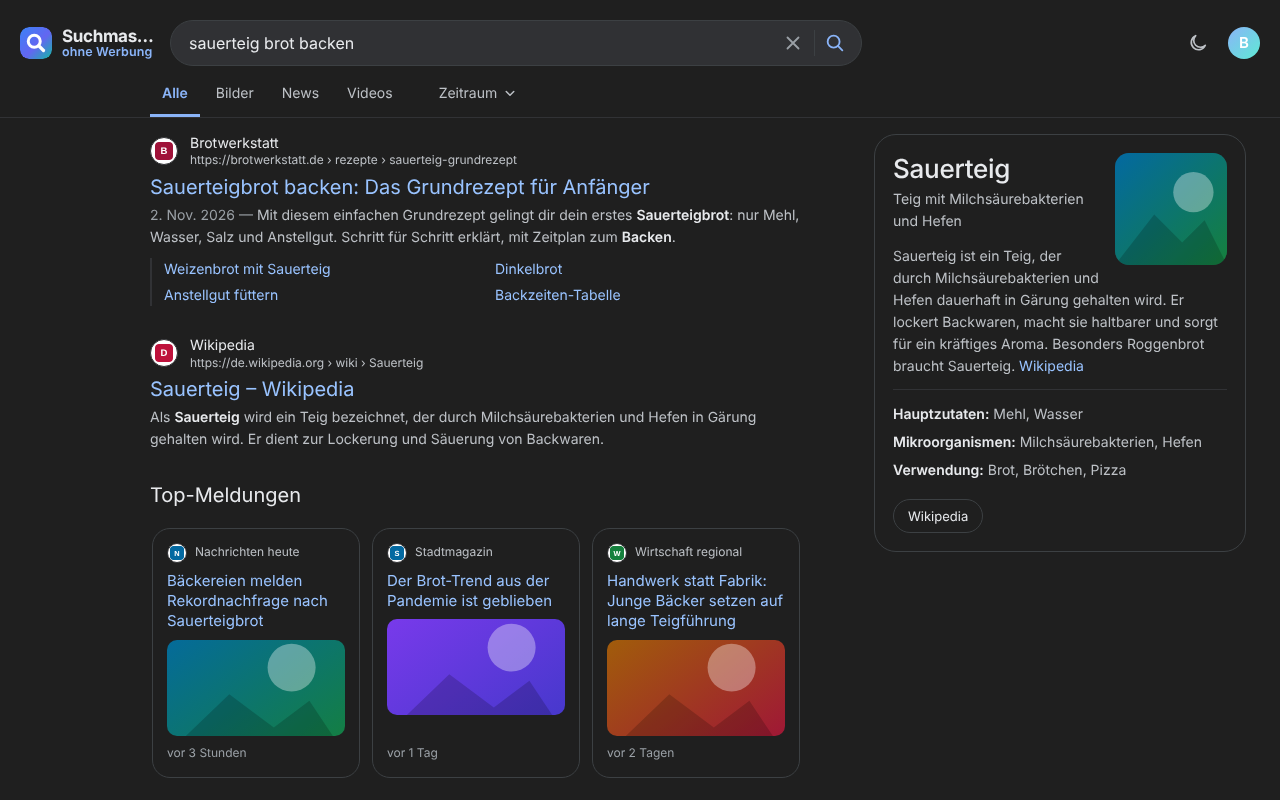 Suchmas...
ohne Werbung
sauerteig brot backen
B
Alle
Bilder
News
Videos
Zeitraum
B
Brotwerkstatt
https://brotwerkstatt.de › rezepte › sauerteig-grundrezept
Sauerteigbrot backen: Das Grundrezept für Anfänger
2. Nov. 2026 — Mit diesem einfachen Grundrezept gelingt dir dein erstes Sauerteigbrot: nur Mehl,
Wasser, Salz und Anstellgut. Schritt für Schritt erklärt, mit Zeitplan zum Backen.
Weizenbrot mit Sauerteig
Dinkelbrot
Anstellgut füttern
Backzeiten-Tabelle
D
Wikipedia
https://de.wikipedia.org › wiki › Sauerteig
Sauerteig – Wikipedia
Als Sauerteig wird ein Teig bezeichnet, der durch Milchsäurebakterien und Hefen in Gärung
gehalten wird. Er dient zur Lockerung und Säuerung von Backwaren.
Top-Meldungen
N
Nachrichten heute
Bäckereien melden
Rekordnachfrage nach
Sauerteigbrot
vor 3 Stunden
S
Stadtmagazin
Der Brot-Trend aus der
Pandemie ist geblieben
vor 1 Tag
W
Wirtschaft regional
Handwerk statt Fabrik:
Junge Bäcker setzen auf
lange Teigführung
vor 2 Tagen
Sauerteig
Teig mit Milchsäurebakterien
und Hefen
Sauerteig ist ein Teig, der
durch Milchsäurebakterien und
Hefen dauerhaft in Gärung gehalten wird. Er
lockert Backwaren, macht sie haltbarer und sorgt
für ein kräftiges Aroma. Besonders Roggenbrot
braucht Sauerteig. Wikipedia
Hauptzutaten: Mehl, Wasser
Mikroorganismen: Milchsäurebakterien, Hefen
Verwendung: Brot, Brötchen, Pizza
Wikipedia